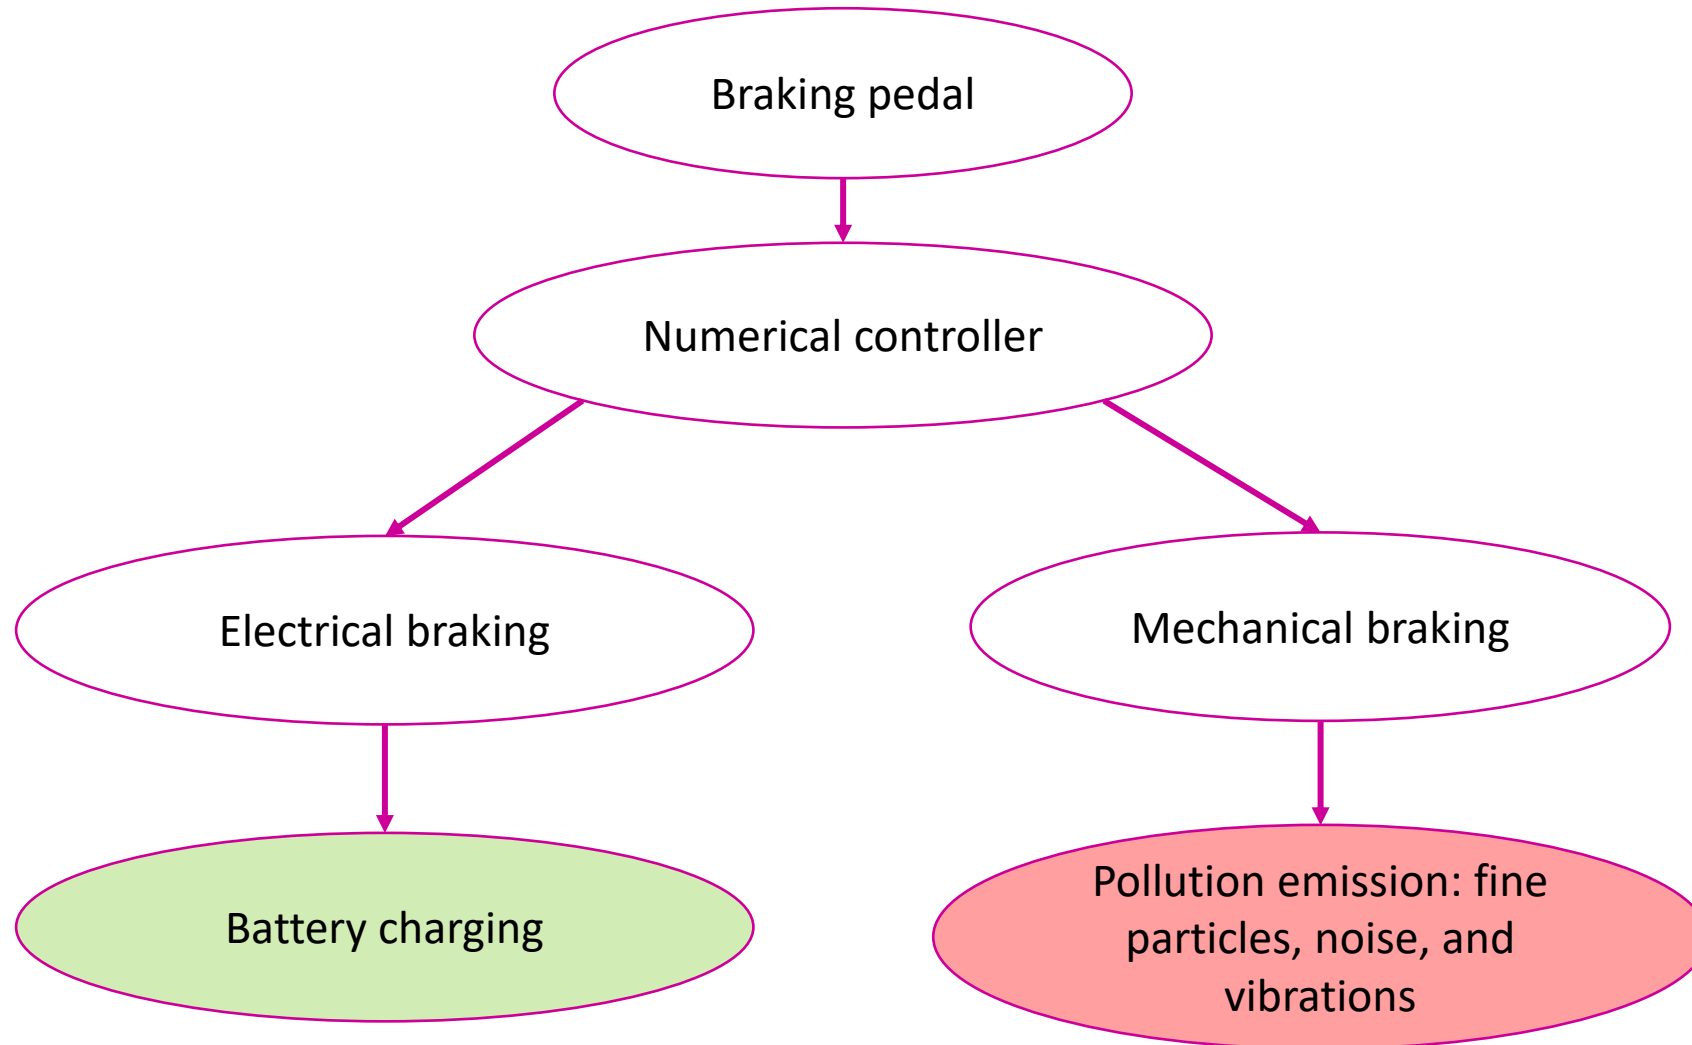 Braking pedal
Numerical controller
Electrical braking
Mechanical braking
Battery charging
Pollution emission: fine
particles, noise, and
vibrations